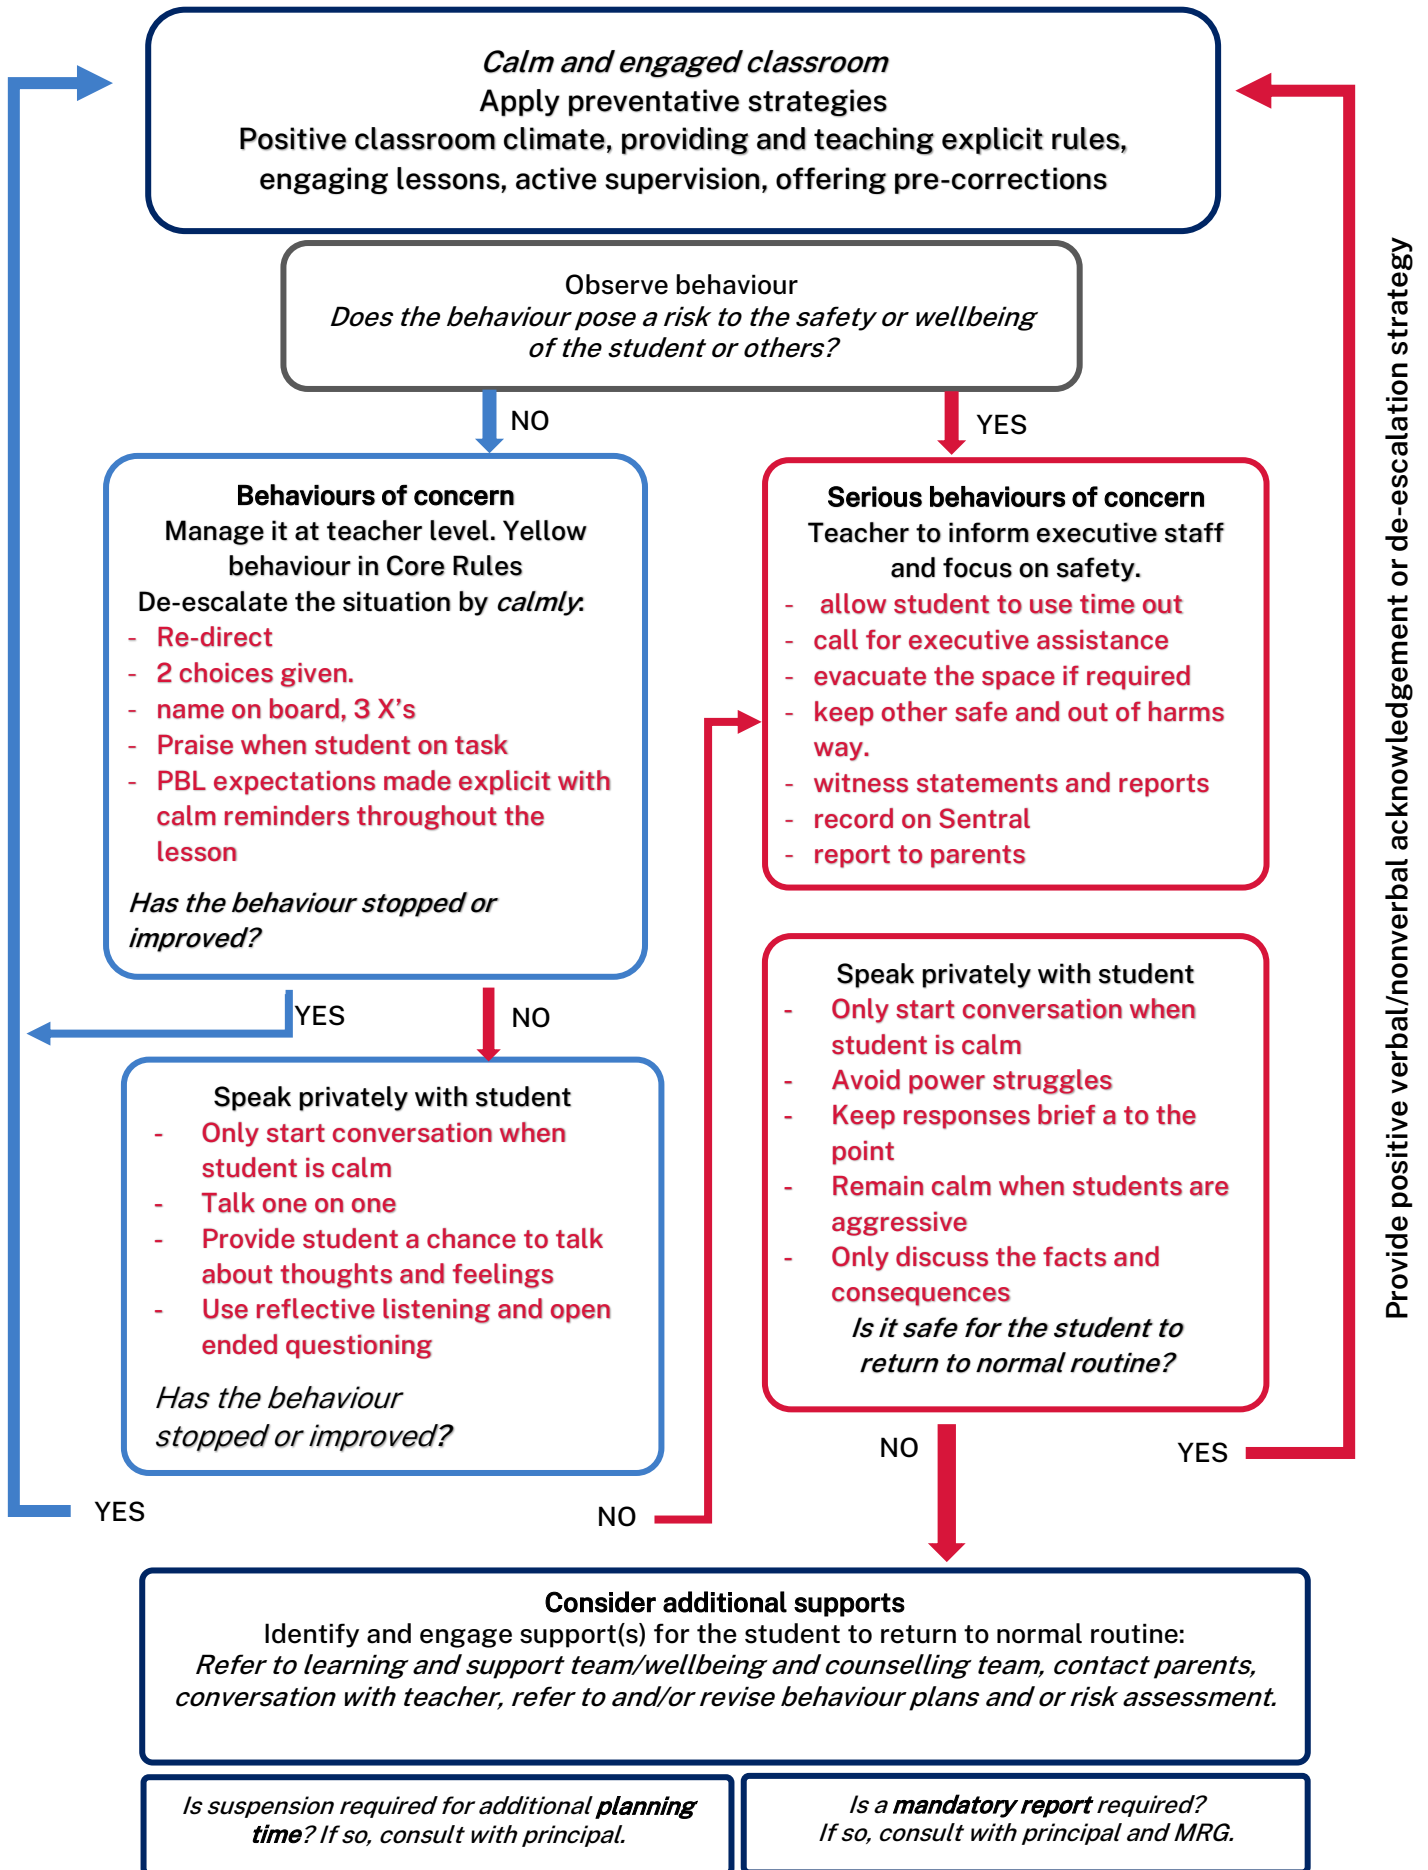 Calm and engaged classroom
Apply preventative strategies
Positive classroom climate, providing and teaching explicit rules,
engaging lessons, active supervision, offering pre-corrections
Observe behaviour
Does the behaviour pose a risk to the safety or wellbeing
of the student or others?
NO
YES
Behaviours of concern
Manage it at teacher level. Yellow
behaviour in Core Rules
De-escalate the situation by calmly:
- Re-direct
- 2 choices given.
- name on board, 3 X's
- Praise when student on task
- PBL expectations made explicit with
calm reminders throughout the
lesson
Has the behaviour stopped or
improved?
YES
NO
Speak privately with student
- Only start conversation when
student is calm
- Talk one on one
- Provide student a chance to talk
about thoughts and feelings
- Use reflective listening and open
ended questioning
Has the behaviour
stopped or improved?
YES
NO
Serious behaviours of concern
Teacher to inform executive staff
and focus on safety.
- allow student to use time out
- call for executive assistance
- evacuate the space if required
- keep other safe and out of harms
way.
- witness statements and reports
- record on Sentral
- report to parents
Speak privately with student
- Only start conversation when
student is calm
- Avoid power struggles
- Keep responses brief a to the
point
- Remain calm when students are
aggressive
- Only discuss the facts and
consequences
Is it safe for the student to
return to normal routine?
NO
YES
Provide positive verbal/nonverbal acknowledgement or de-escalation strategy
Consider additional supports
Identify and engage support(s) for the student to return to normal routine:
Refer to learning and support team/wellbeing and counselling team, contact parents,
conversation with teacher, refer to and/or revise behaviour plans and or risk assessment.
Is suspension required for additional planning
time? If so, consult with principal.
Is a mandatory report required?
If so, consult with principal and MRG.